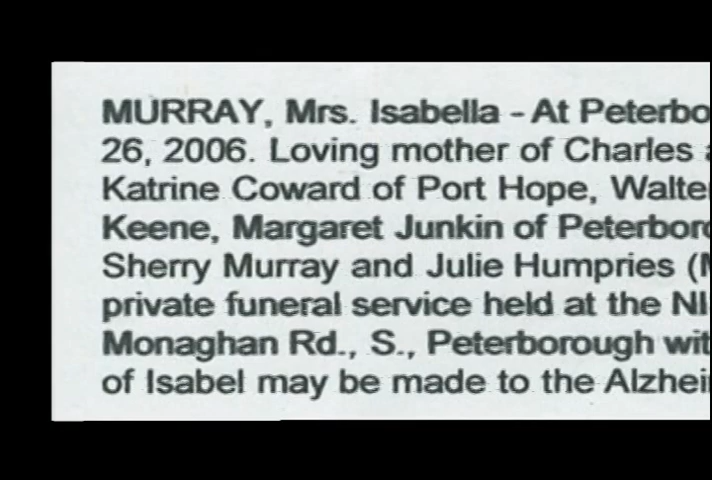 MURRAY, Mrs. Isabella - At Peterbo
26, 2006. Loving mother of Charles
Katrine Coward of Port Hope, Walter
Keene, Margaret Junkin of Peterboro
Sherry Murray and Julie Humpries (M
private funeral service held at the NI
Monaghan Rd., S., Peterborough wit
of Isabel may be made to the Alzhei